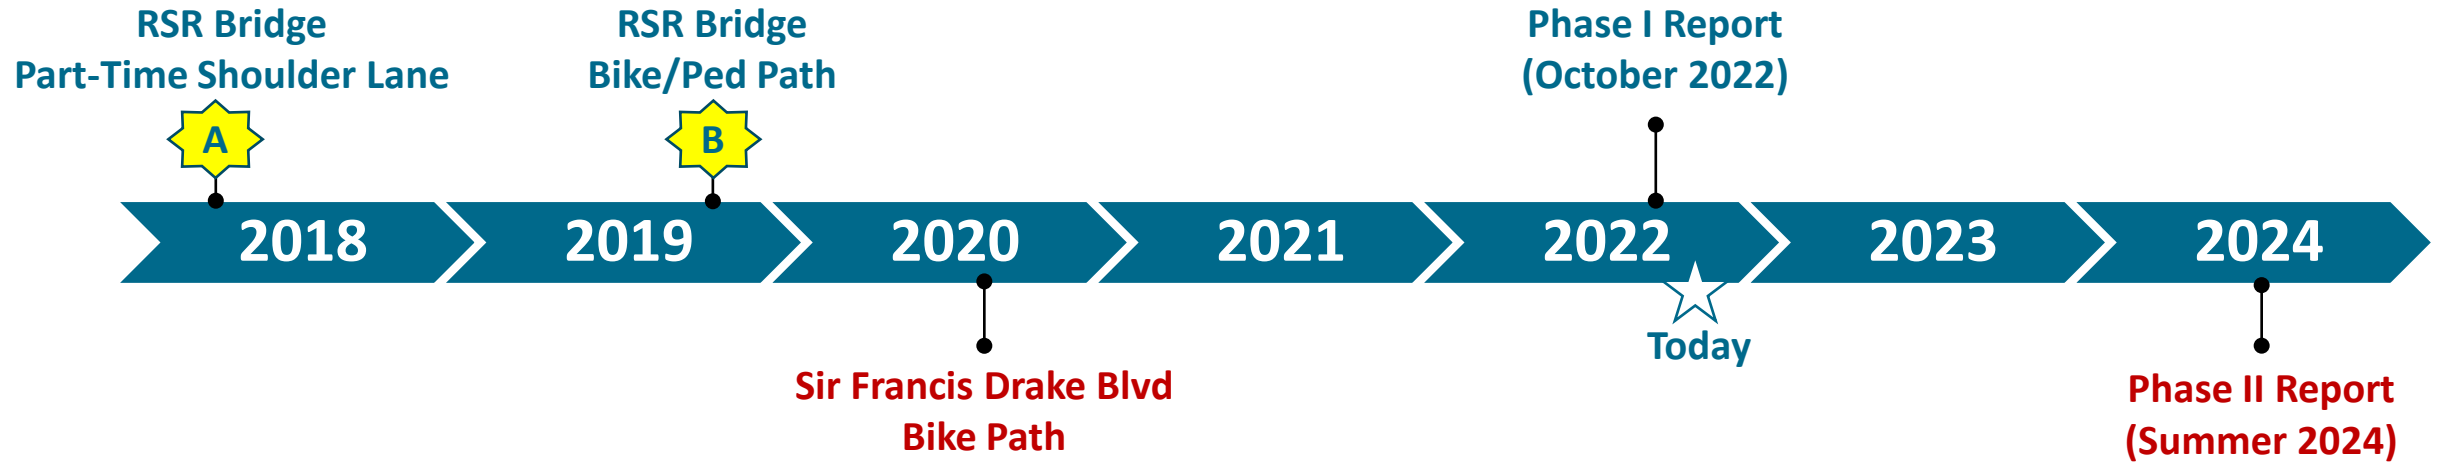 RSR Bridge
Part-Time Shoulder Lane
A
RSR Bridge
Bike/Ped Path
B
Phase I Report
(October 2022)
2018
2019
2020
2021
2022
2023
2024
Sir Francis Drake Blvd
Bike Path
Today
Phase II Report
(Summer 2024)